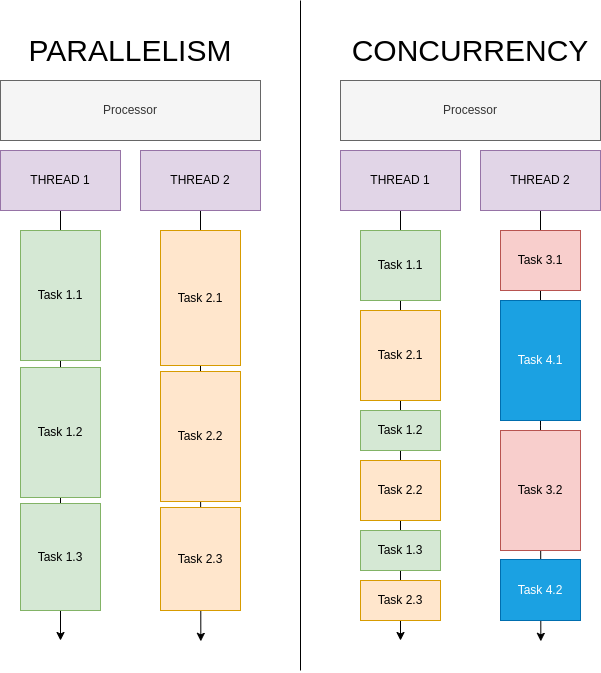 PARALLELISM
Processor
THREAD 1
THREAD 2
Task 1.1
Task 2.1
Task 1.2
Task 2.2
Task 1.3
Task 2.3
CONCURRENCY
Processor
THREAD 1
THREAD 2
Task 1.1
Task 2.1
Task 1.2
Task 2.2
Task 1.3
Task 2.3
Task 3.1
Task 4.1
Task 3.2
Task 4.2